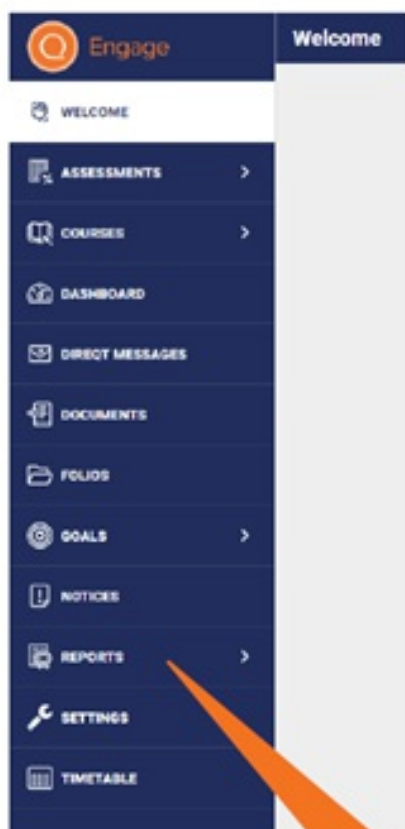 Engage
Welcome
WELCOME
ASSESSMENTS
COURSES
DASHBOARD
DIRECT MESSAGES
DOCUMENTS
FOLIOS
GOALS
NOTICES
REPORTS
SETTINGS
TIMETABLE